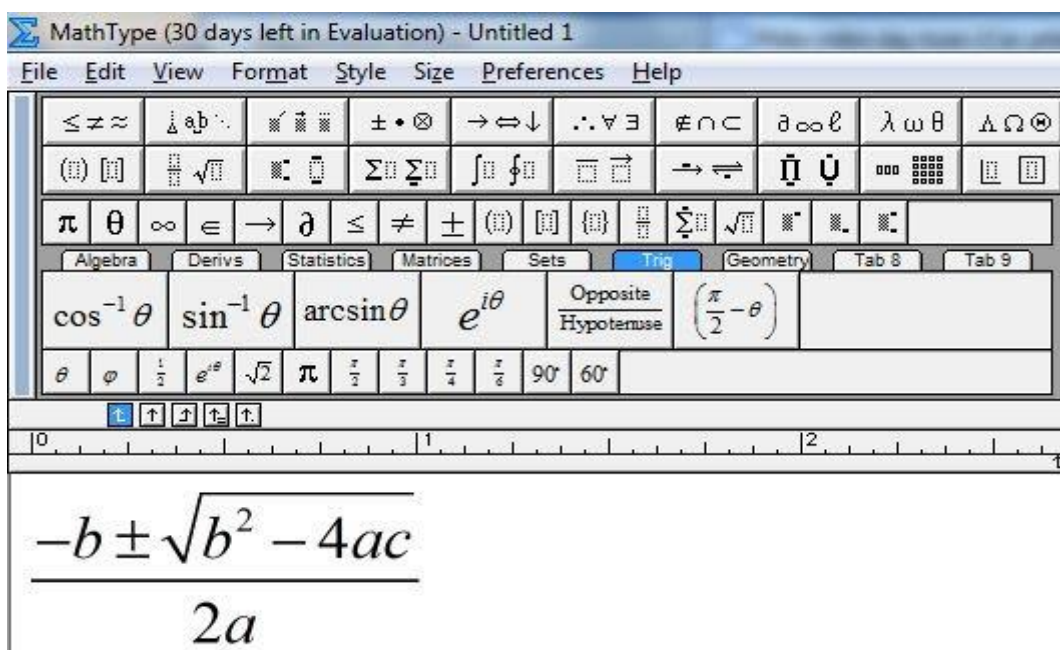 MathType (30 days left in Evaluation) - Untitled 1
File Edit View Format Style Size Preferences Help
≤≠≈ ±•⊗ →⇔↓ ∴∀∃ ∉∩⊂ ∂∞ℓ λωθ ΛΩ⊛
π θ ∞ ∈ → ∂ ≤ ≠ ±
Algebra Derivs Statistics Matrices Sets Trig Geometry Tab 8 Tab 9
cos⁻¹θ sin⁻¹θ arcsinθ e^{iθ} Opposite/Hypotenuse (π/2−θ)
θ φ 1/2 e^{iθ} √2 π π/2 π/3 π/4 π/6 90° 60°
0 1 2
(−b±√(b²−4ac))/(2a)